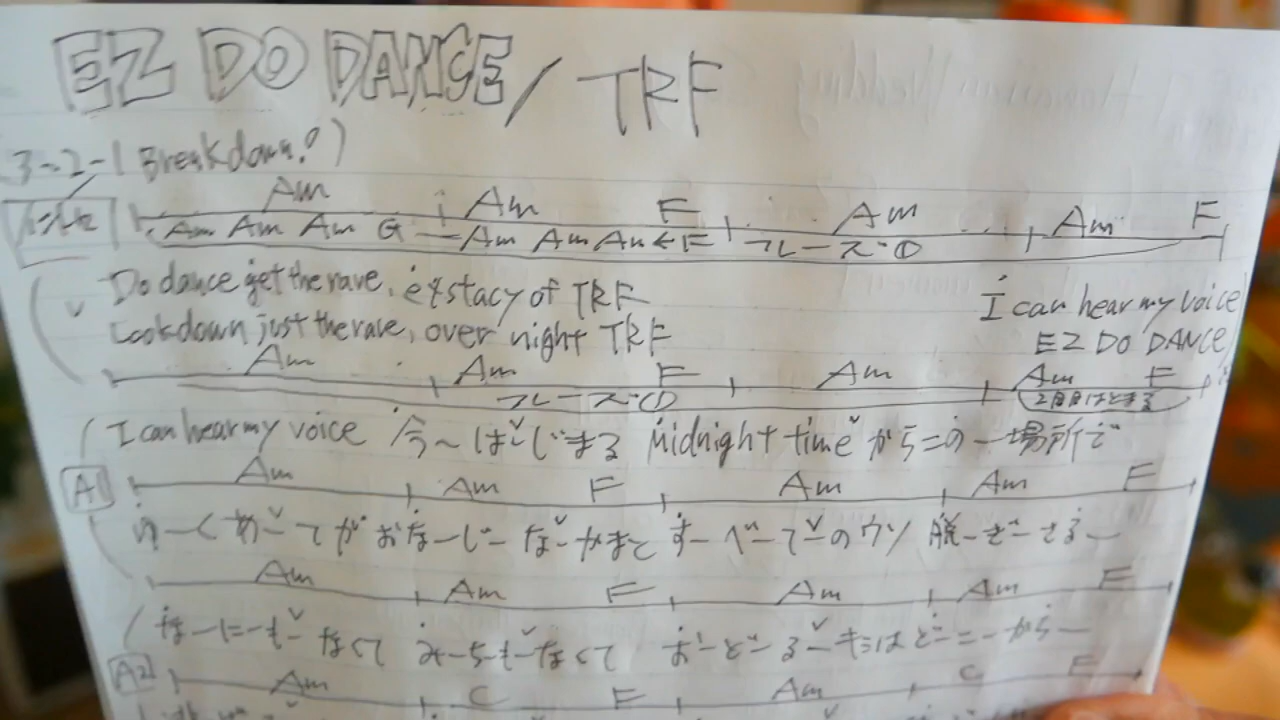 EZ DO DANCE / TRF
3-2-1 Breakdown!)
Am Am F Am Am F
Am Am Am G Am Am Am F フレーズ①
Do dance get the rave, exstacy of TRF I can hear my voice
Lookdown just the rave, over night TRF EZ DO DANCE
Am Am F Am Am F
フレーズ① 2回目はとまる
I can hear my voice 今〜はーじまる Midnight time からこの一場所で
A1 Am Am F Am Am F
ゆーくあーてが おなーじーなーかまと すーべーてーのウソ 脱ーぎーさるー
Am Am F Am Am F
なーにーもーなくて みーちもーなくて おーどーるーキミはどこーからー
A2 Am C F Am C F